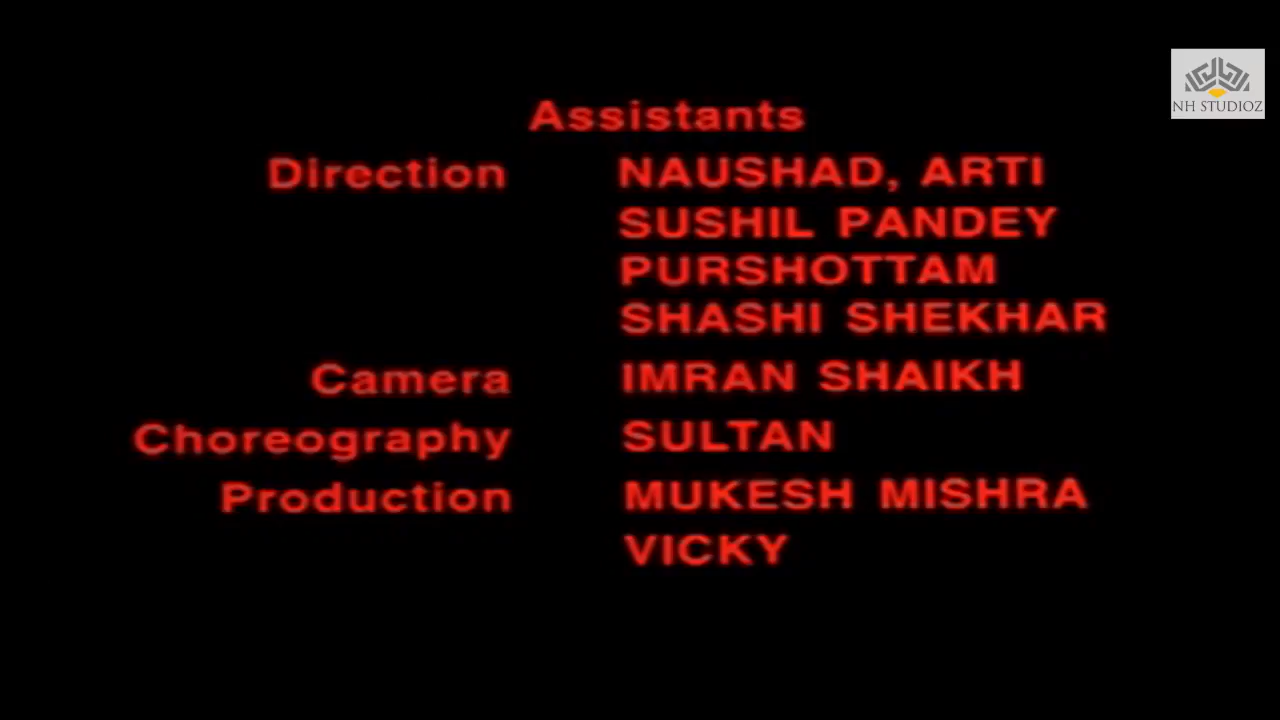 Assistants
Direction NAUSHAD, ARTI
SUSHIL PANDEY
PURSHOTTAM
SHASHI SHEKHAR
Camera IMRAN SHAIKH
Choreography SULTAN
Production MUKESH MISHRA
VICKY
NH STUDIOZ